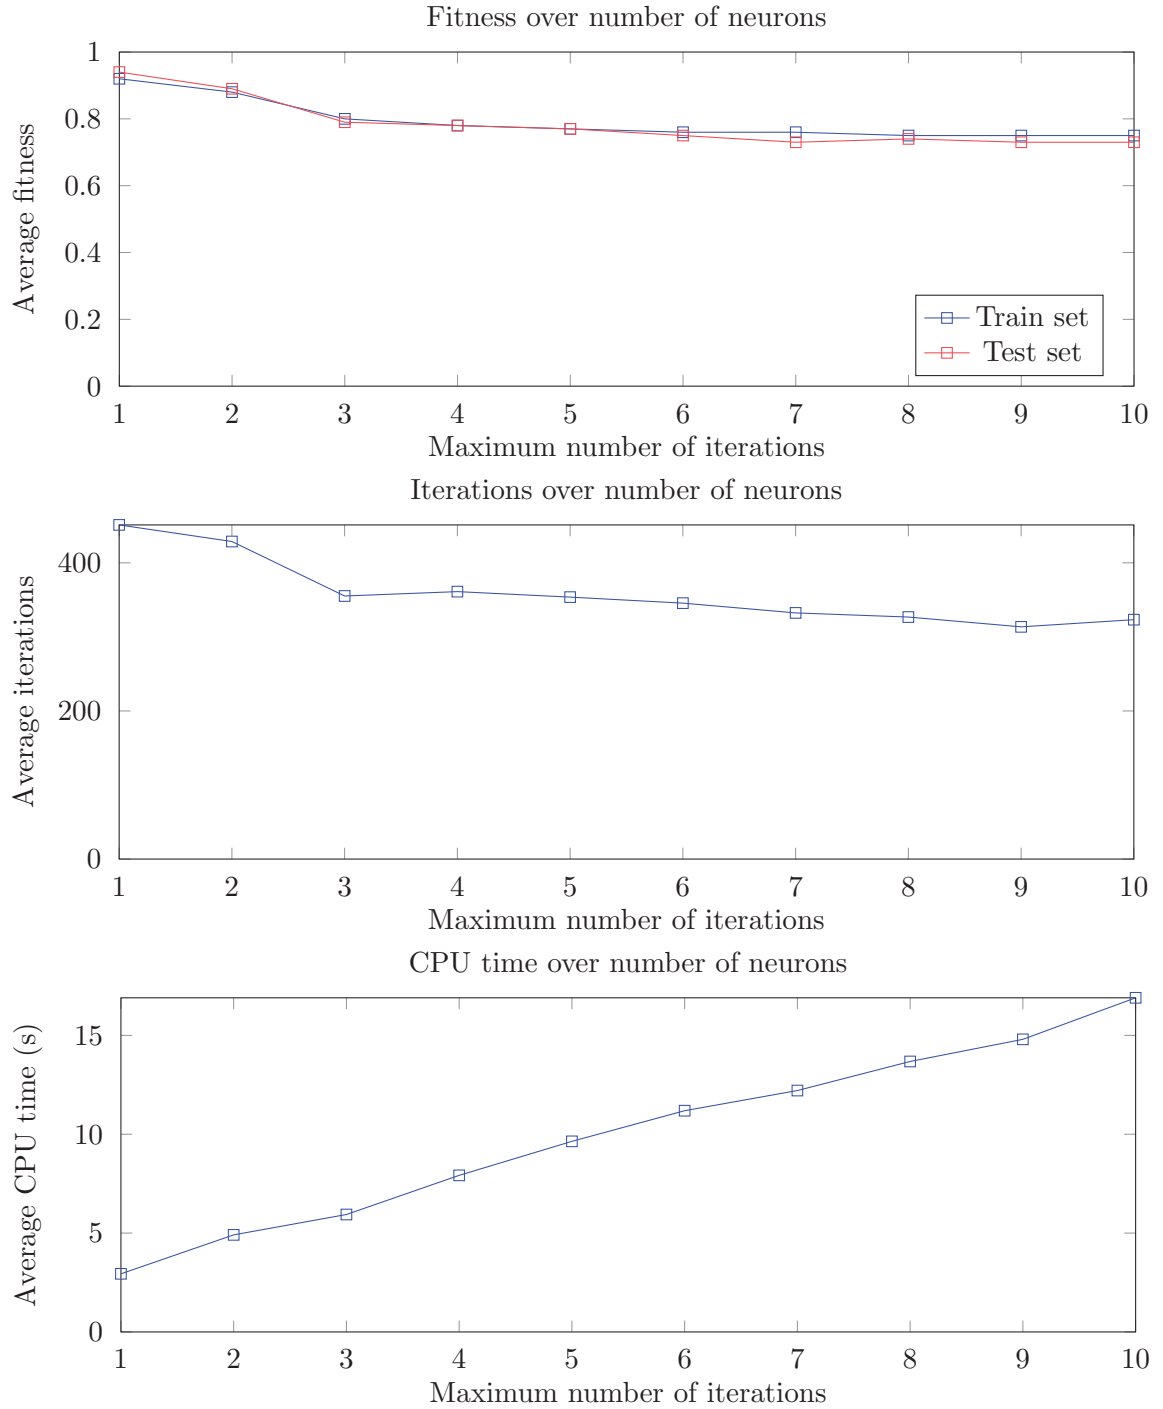 Fitness over number of neurons
1
0.8
0.6
0.4
0.2
0
Average fitness
Train set
Test set
1 2 3 4 5 6 7 8 9 10
Maximum number of iterations
Iterations over number of neurons
400
200
0
Average iterations
1 2 3 4 5 6 7 8 9 10
Maximum number of iterations
CPU time over number of neurons
15
10
5
0
Average CPU time (s)
1 2 3 4 5 6 7 8 9 10
Maximum number of iterations